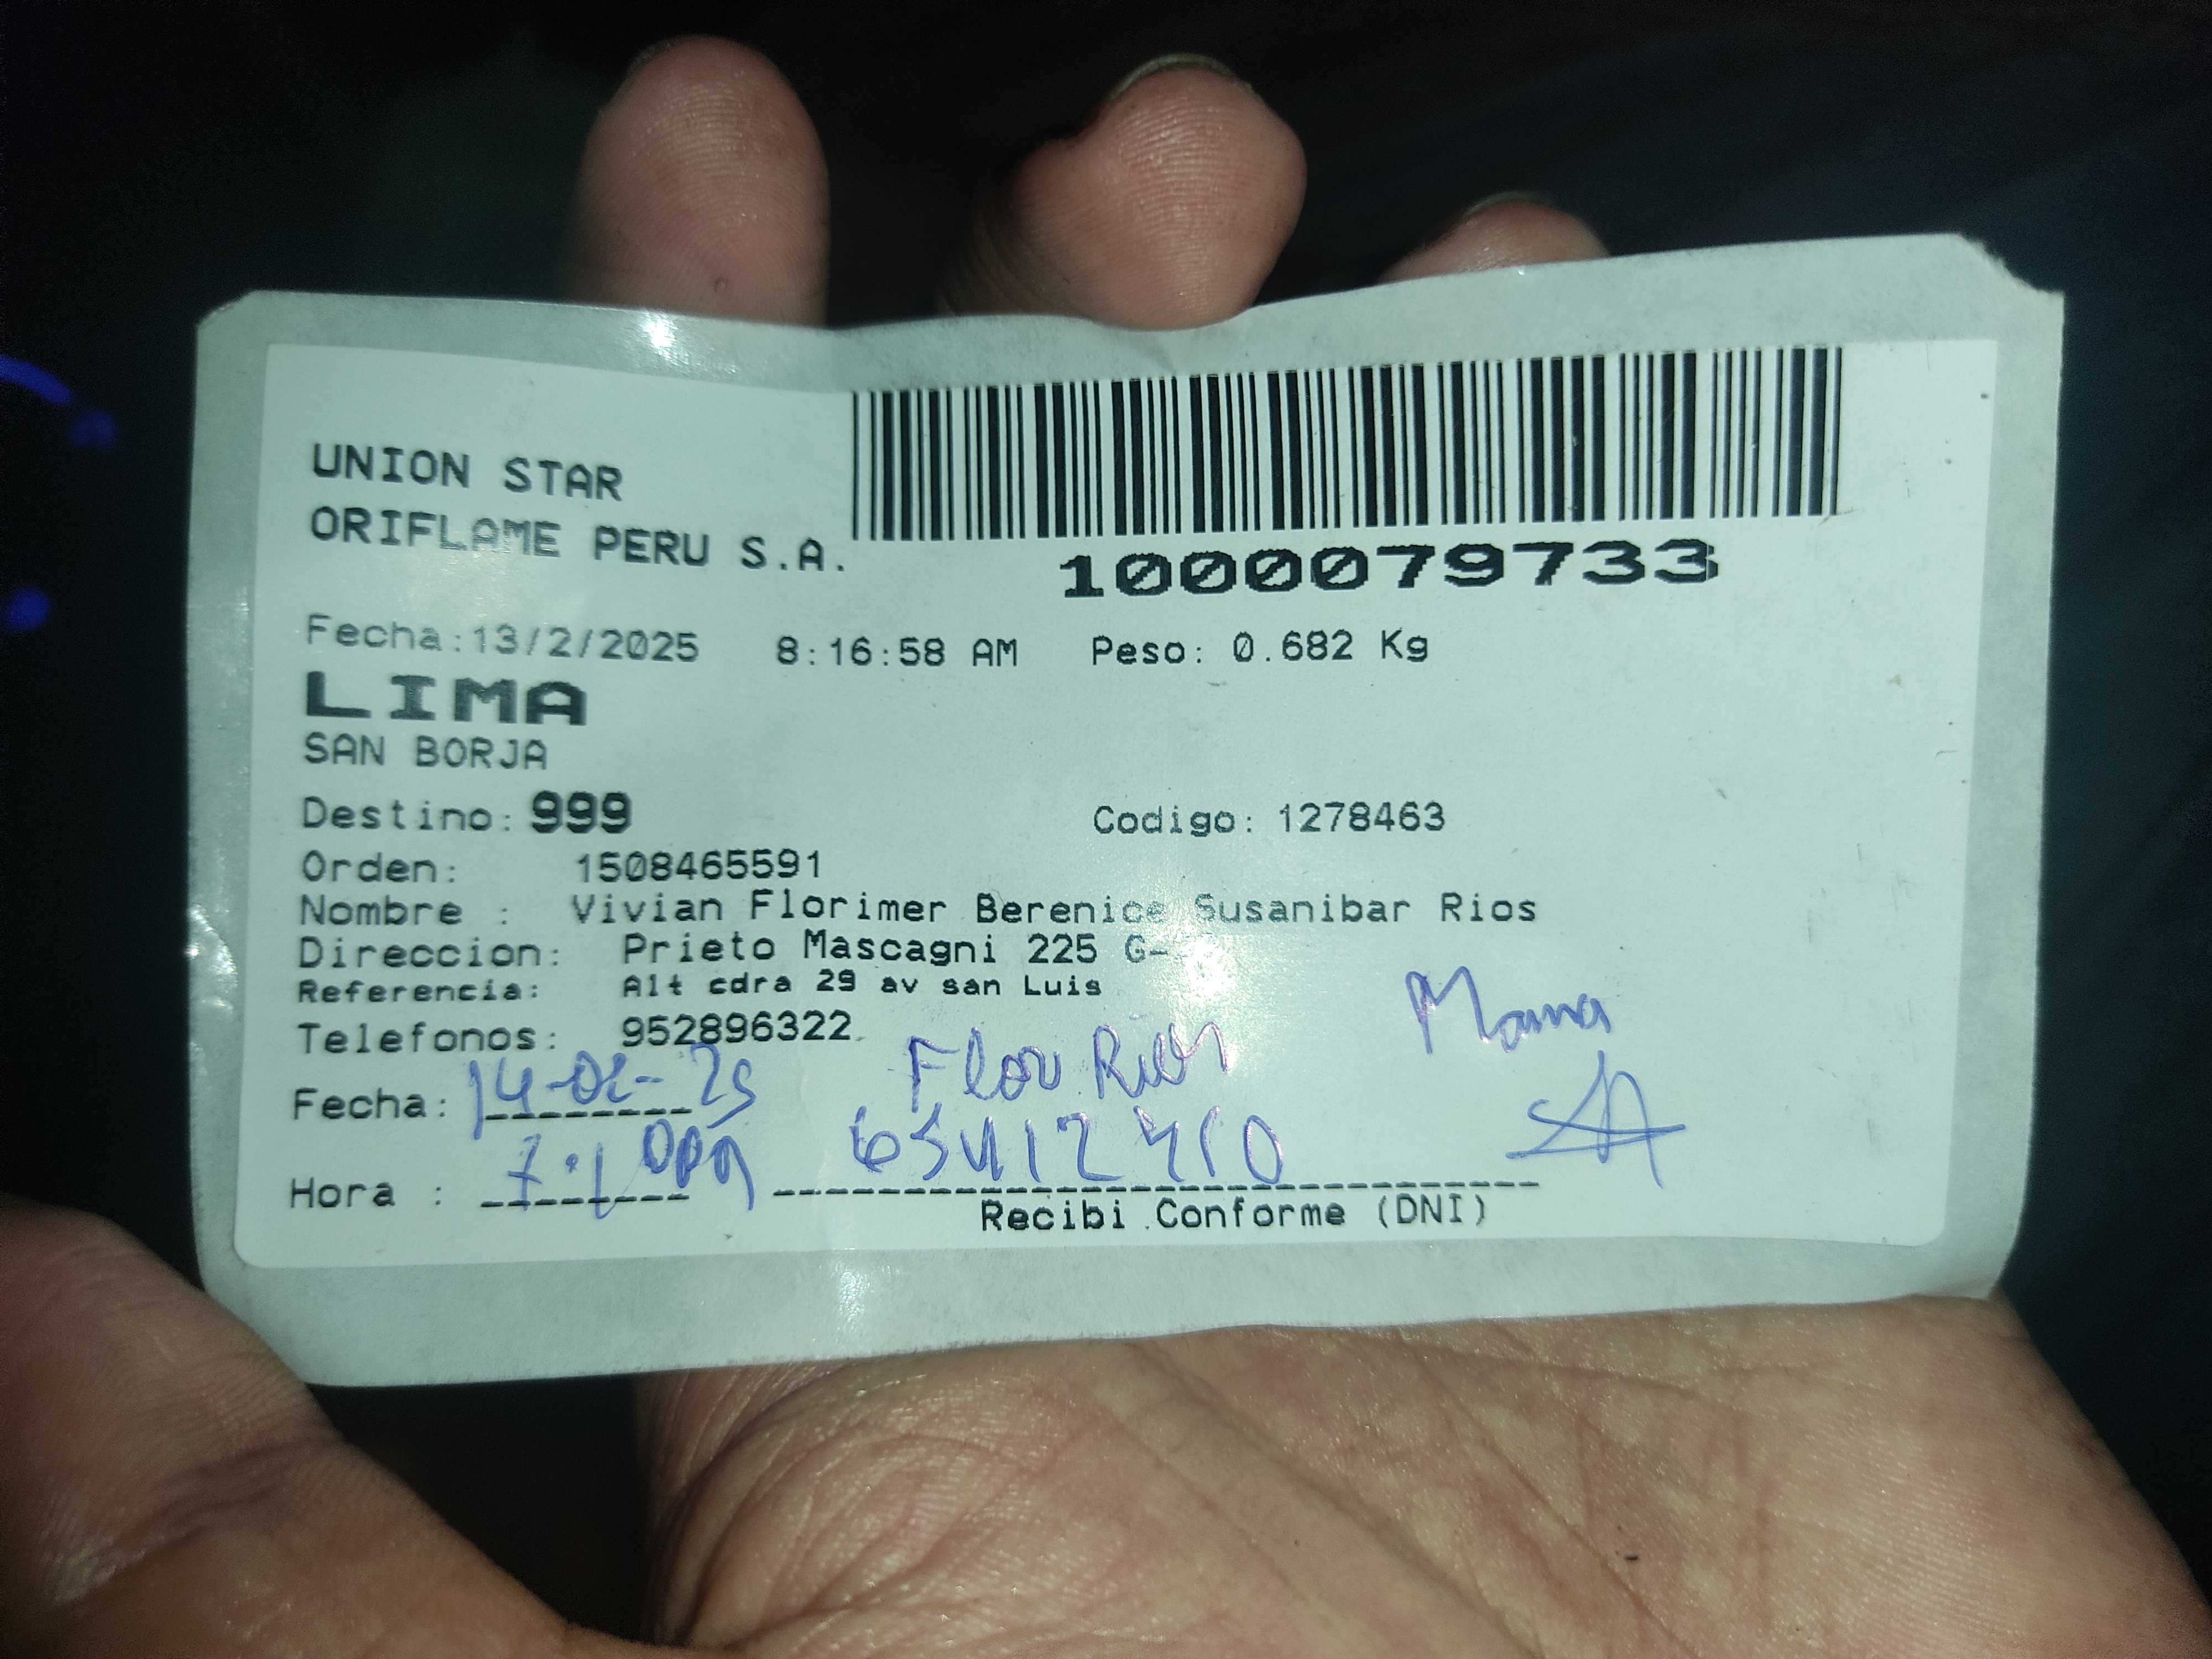 UNION STAR
ORIFLAME PERU S.A.
1000079733
Fecha:13/2/2025 8:16:58 AM Peso: 0.682 Kg
LIMA
SAN BORJA
Destino: 999 Codigo: 1278463
Orden: 1508465591
Nombre : Vivian Florimer Berenice Susanibar Rios
Direccion: Prieto Mascagni 225 G-
Referencia: Alt cdra 29 av san Luis
Telefonos: 952896322
Flor Rios Mama
Fecha: 14-02-25
Hora :
Recibi Conforme (DNI)